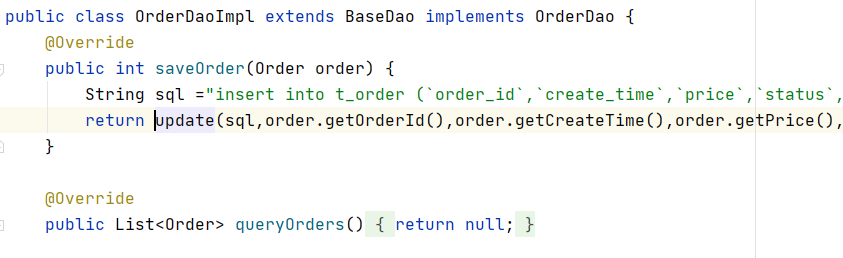 public class OrderDaoImpl extends BaseDao implements OrderDao {
@Override
public int saveOrder(Order order) {
String sql ="insert into t_order (`order_id`,`create_time`,`price`,`status`,
return update(sql,order.getOrderId(),order.getCreateTime(),order.getPrice(),
}
@Override
public List<Order> queryOrders() { return null; }